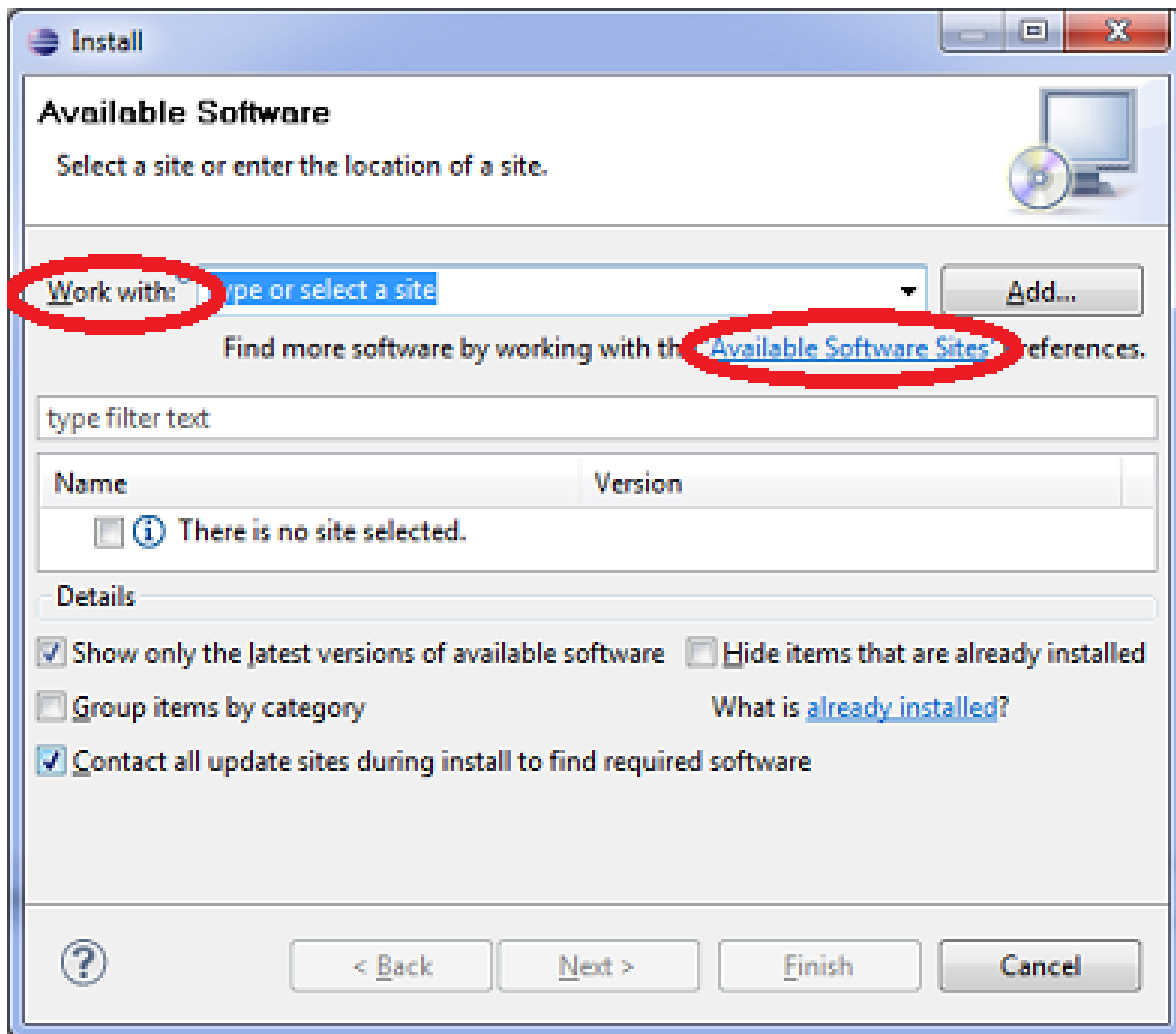 Install
Available Software
Select a site or enter the location of a site.
Work with: ype or select a site Add...
Find more software by working with th Available Software Sites references.
type filter text
Name Version
There is no site selected.
Details
Show only the latest versions of available software Hide items that are already installed
Group items by category What is already installed?
Contact all update sites during install to find required software
? < Back Next > Finish Cancel